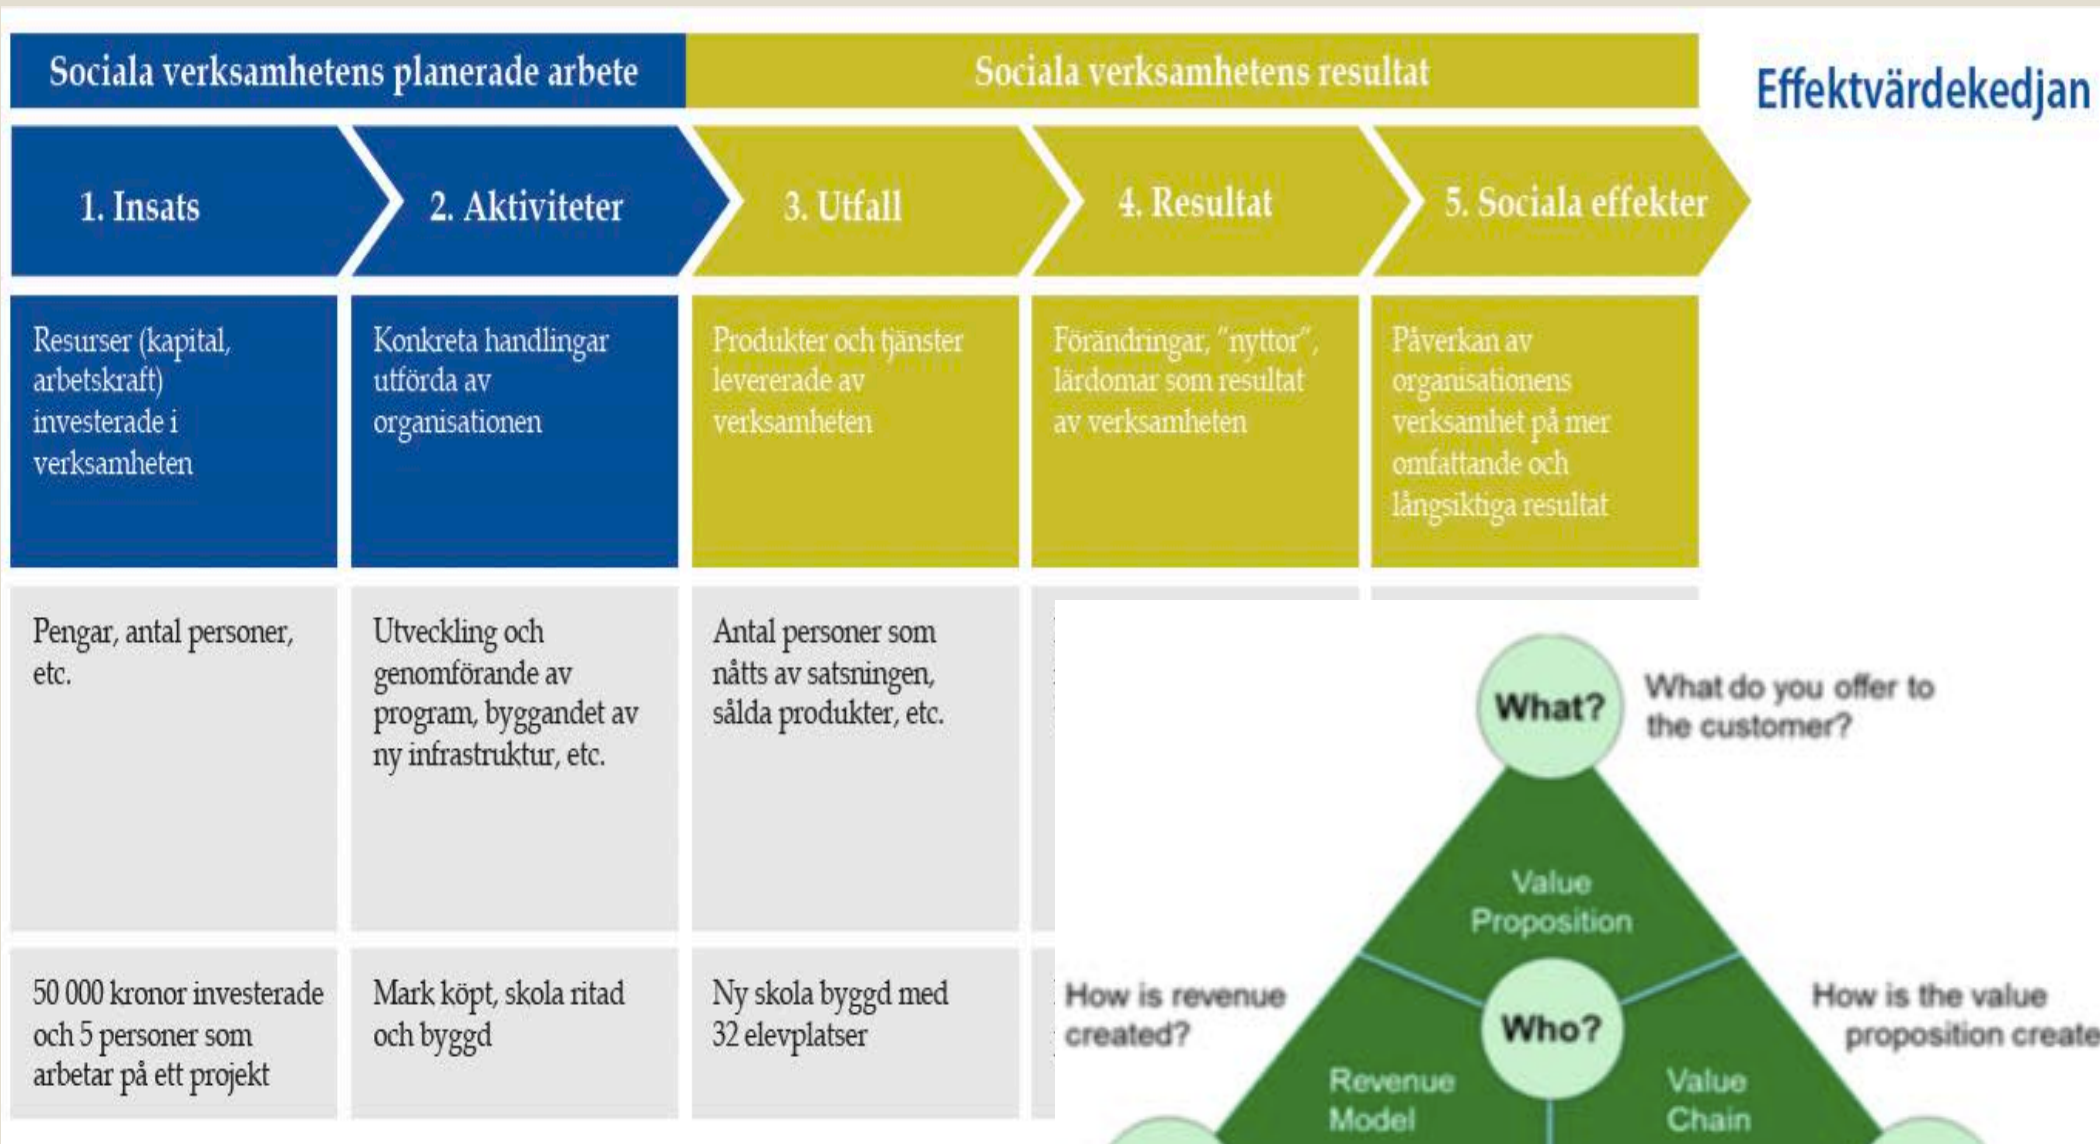 Sociala verksamhetens planerade arbete
Sociala verksamhetens resultat
Effektvärdekedjan
1. Insats
2. Aktiviteter
3. Utfall
4. Resultat
5. Sociala effekter
Resurser (kapital,
arbetskraft)
investerade i
verksamheten
Konkreta handlingar
utförda av
organisationen
Produkter och tjänster
levererade av
verksamheten
Förändringar, ”nyttor”,
lärdomar som resultat
av verksamheten
Påverkan av
organisationens
verksamhet på mer
omfattande och
långsiktiga resultat
Pengar, antal personer,
etc.
Utveckling och
genomförande av
program, byggandet av
ny infrastruktur, etc.
Antal personer som
nåtts av satsningen,
sålda produkter, etc.
50 000 kronor investerade
och 5 personer som
arbetar på ett projekt
Mark köpt, skola ritad
och byggd
Ny skola byggd med
32 elevplatser
What?
What do you offer to
the customer?
Value
Proposition
How is revenue
created?
Who?
How is the value
proposition create
Revenue
Model
Value
Chain